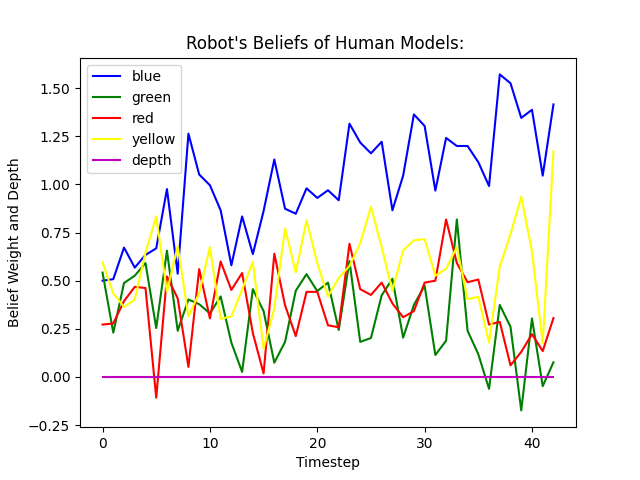 Robot's Beliefs of Human Models:
blue
green
red
yellow
depth
Belief Weight and Depth
1.50
1.25
1.00
0.75
0.50
0.25
0.00
−0.25
0 10 20 30 40
Timestep